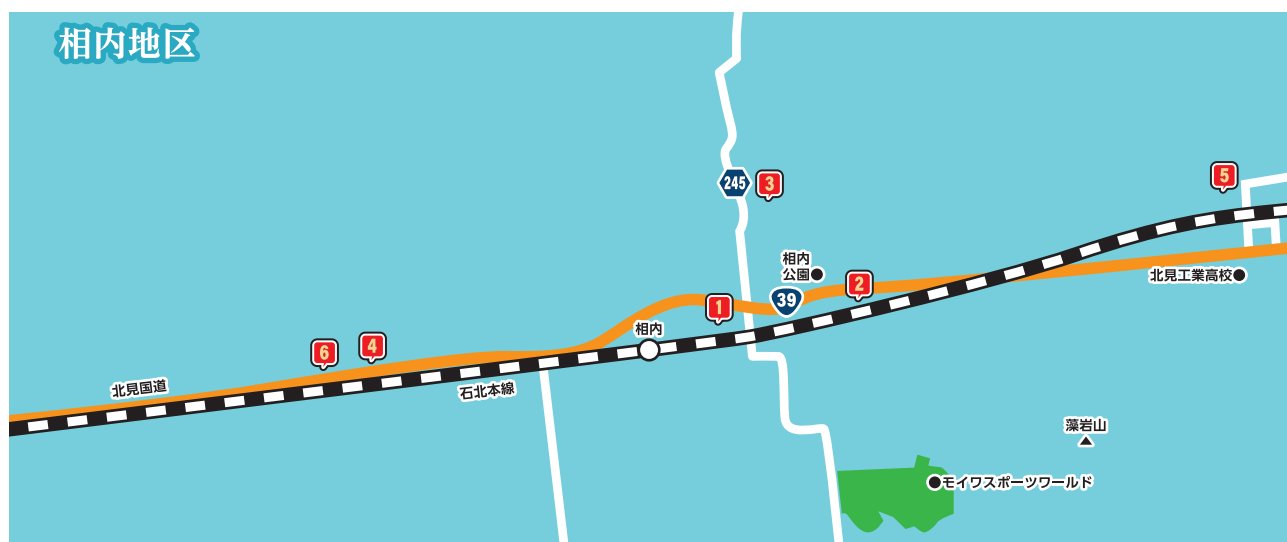 相内地区
245
3
5
相内
公園
39
2
北見工業高校
1
相内
6
4
北見国道
石北本線
藻岩山
モイワスポーツワールド